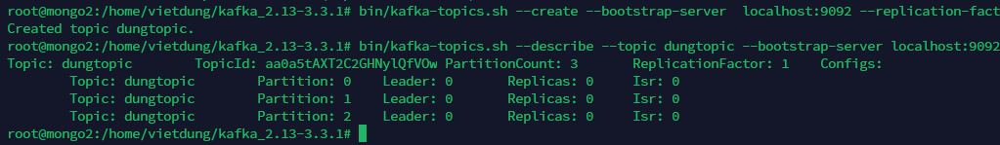 root@mongo2:/home/vietdung/kafka_2.13-3.3.1# bin/kafka-topics.sh --create --bootstrap-server  localhost:9092 --replication-fact
Created topic dungtopic.
root@mongo2:/home/vietdung/kafka_2.13-3.3.1# bin/kafka-topics.sh --describe --topic dungtopic --bootstrap-server localhost:9092
Topic: dungtopic        TopicId: aa0a5tAXT2C2GHNylQfVOw PartitionCount: 3       ReplicationFactor: 1    Configs:
        Topic: dungtopic        Partition: 0    Leader: 0       Replicas: 0     Isr: 0
        Topic: dungtopic        Partition: 1    Leader: 0       Replicas: 0     Isr: 0
        Topic: dungtopic        Partition: 2    Leader: 0       Replicas: 0     Isr: 0
root@mongo2:/home/vietdung/kafka_2.13-3.3.1#